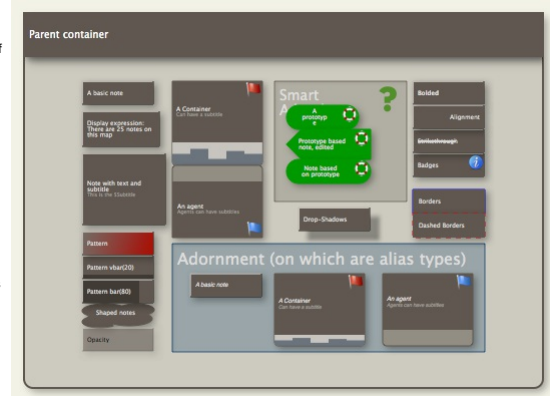 f
Parent container
A basic note
Display expression:
There are 25 notes on
this map
Note with text and
subtitle
This is the $Subtitle
Pattern
Pattern vbar(20)
Pattern bar(80)
Shaped notes
Opacity
A Container
Can have a subtitle
An agent
Agents can have subtitles
Smart
A
prototyp
e
Prototype based
note, edited
Note based
on prototype
?
Drop-Shadows
Bolded
Alignment
Strikethrough
Badges
i
Borders
Dashed Borders
Adornment (on which are alias types)
A basic note
A Container
Can have a subtitle
An agent
Agents can have subtitles